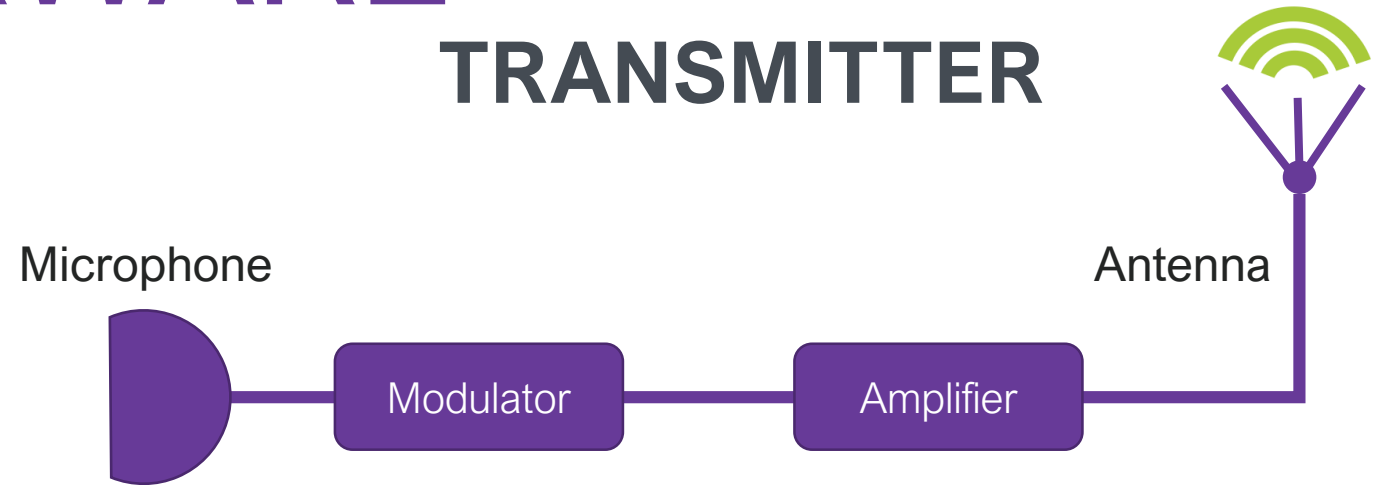 TRANSMITTER
Microphone
Antenna
Modulator
Amplifier